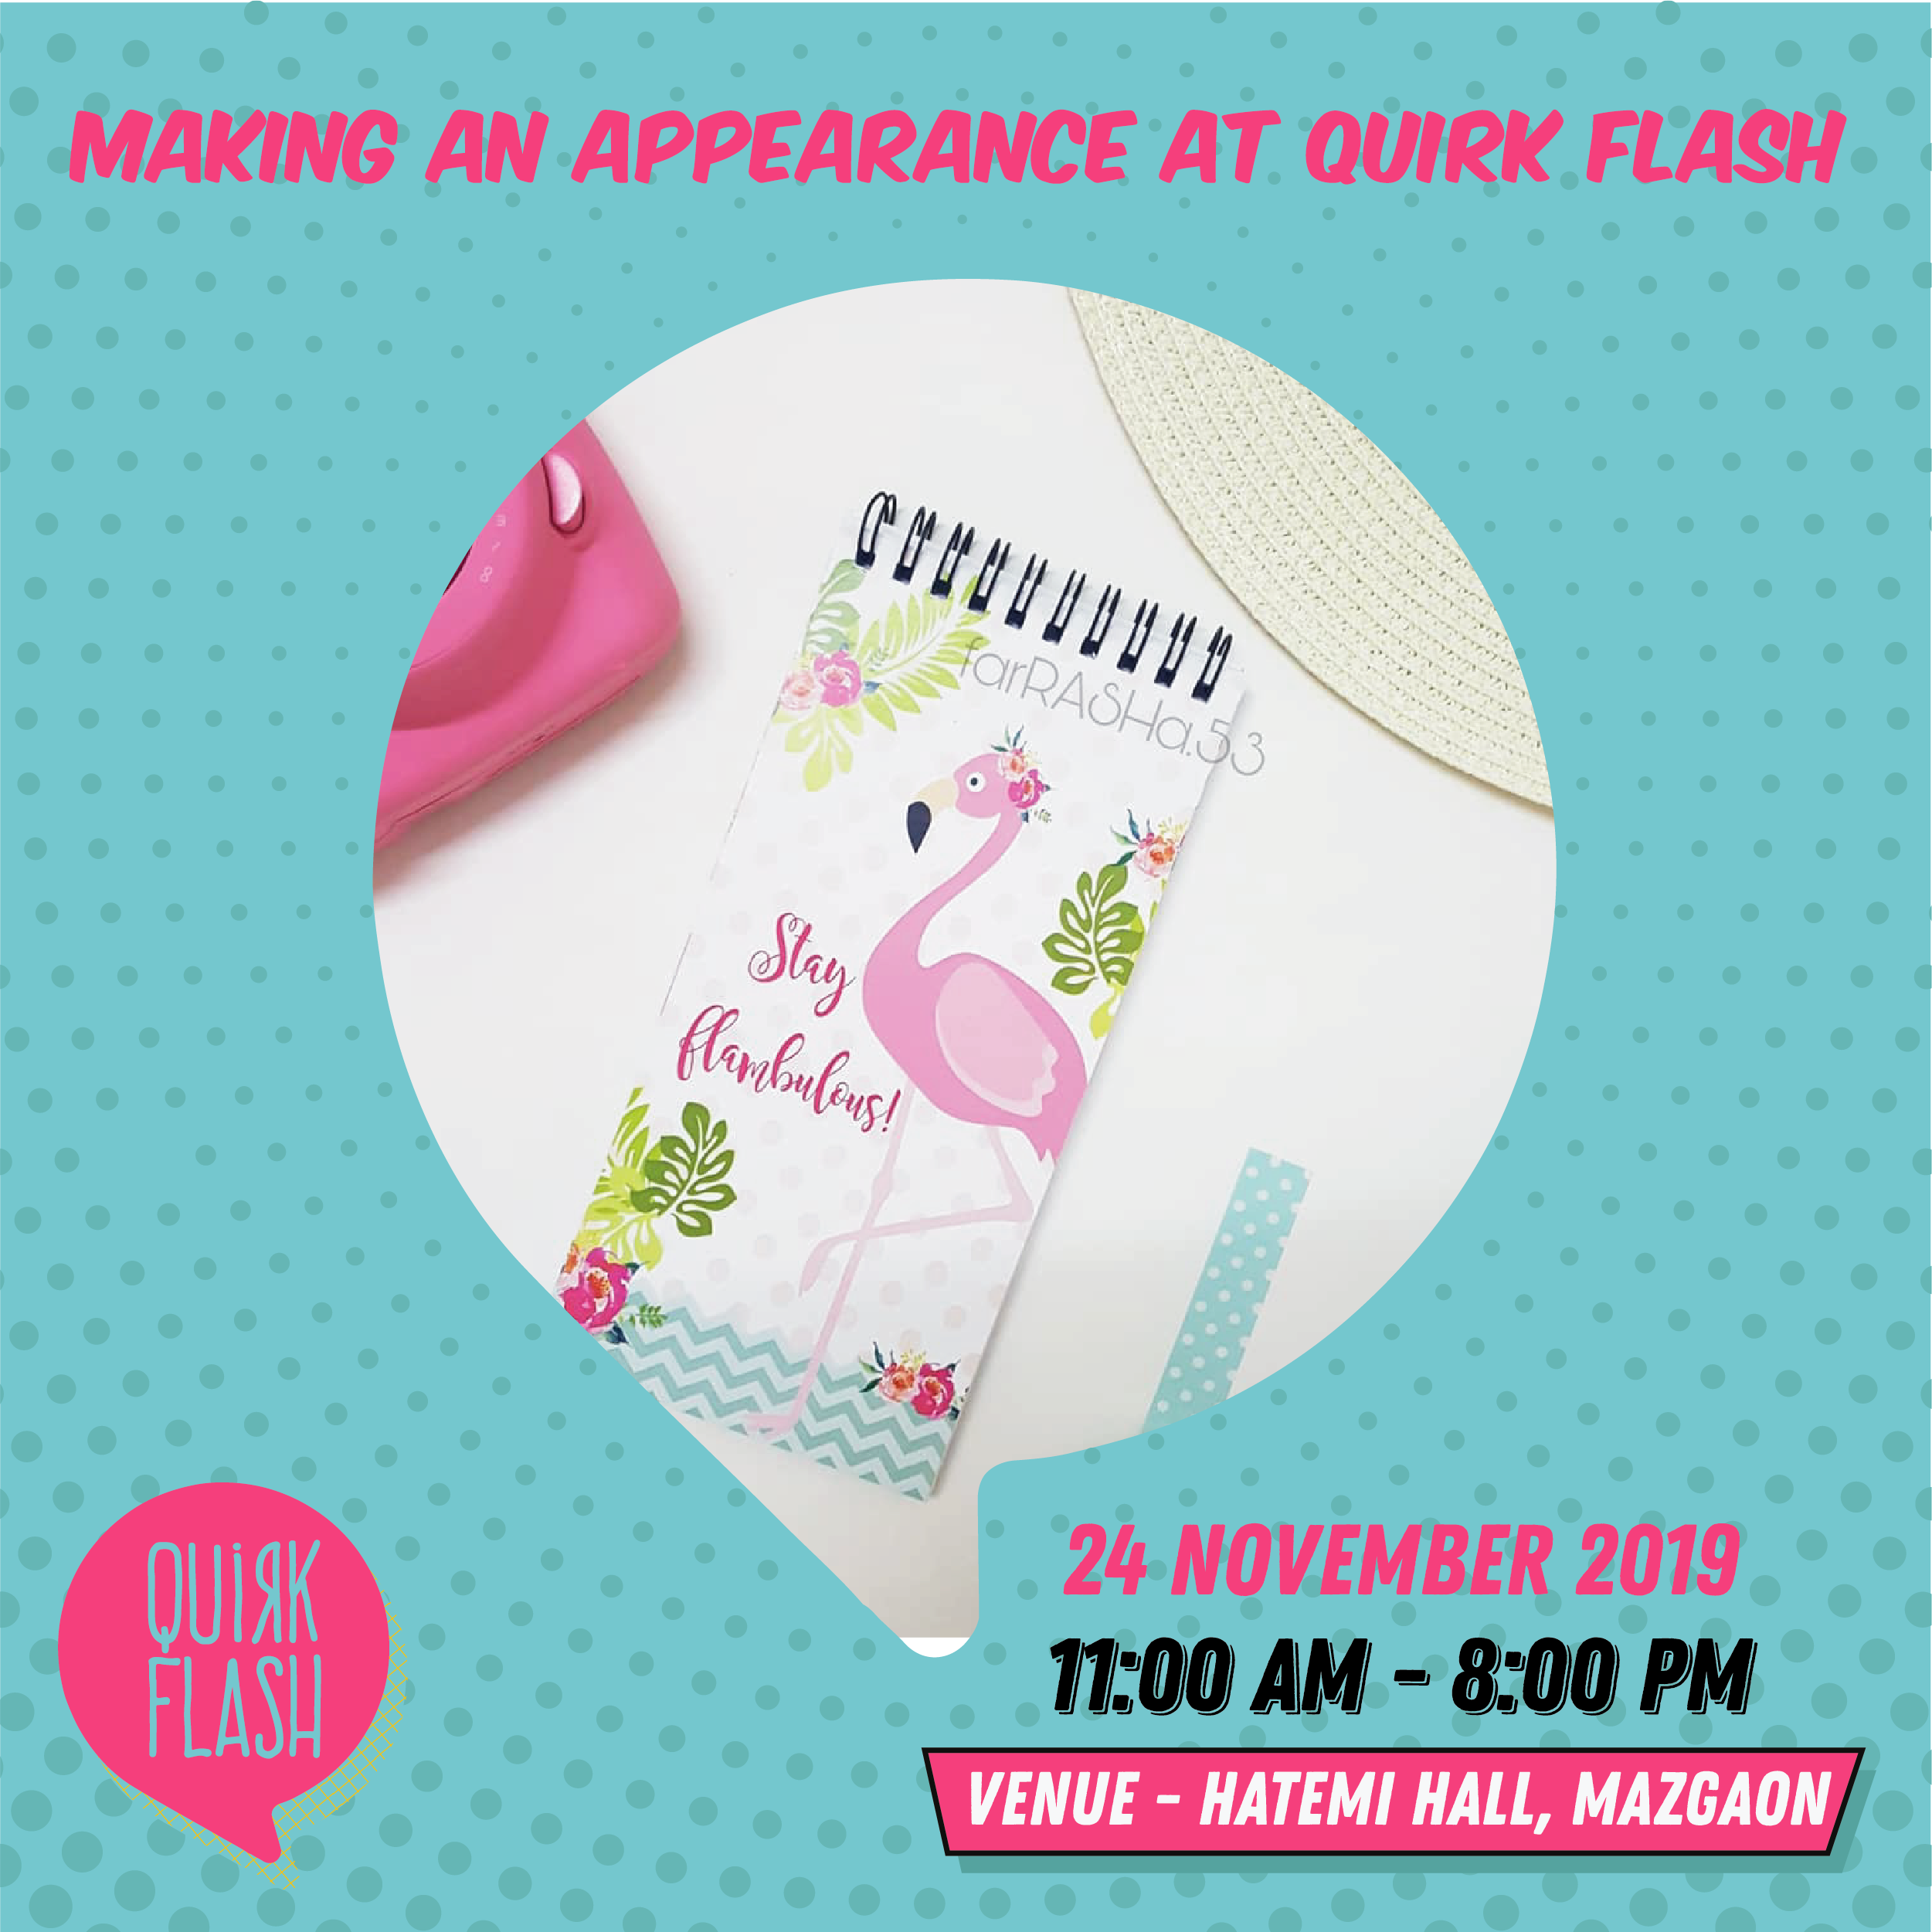 MAKING AN APPEARANCE AT QUIRK FLASH
farRASHa.53
Stay
flambulous!
QUiRK
FLASH
24 NOVEMBER 2019
11:00 AM - 8:00 PM
VENUE - HATEMI HALL, MAZGAON